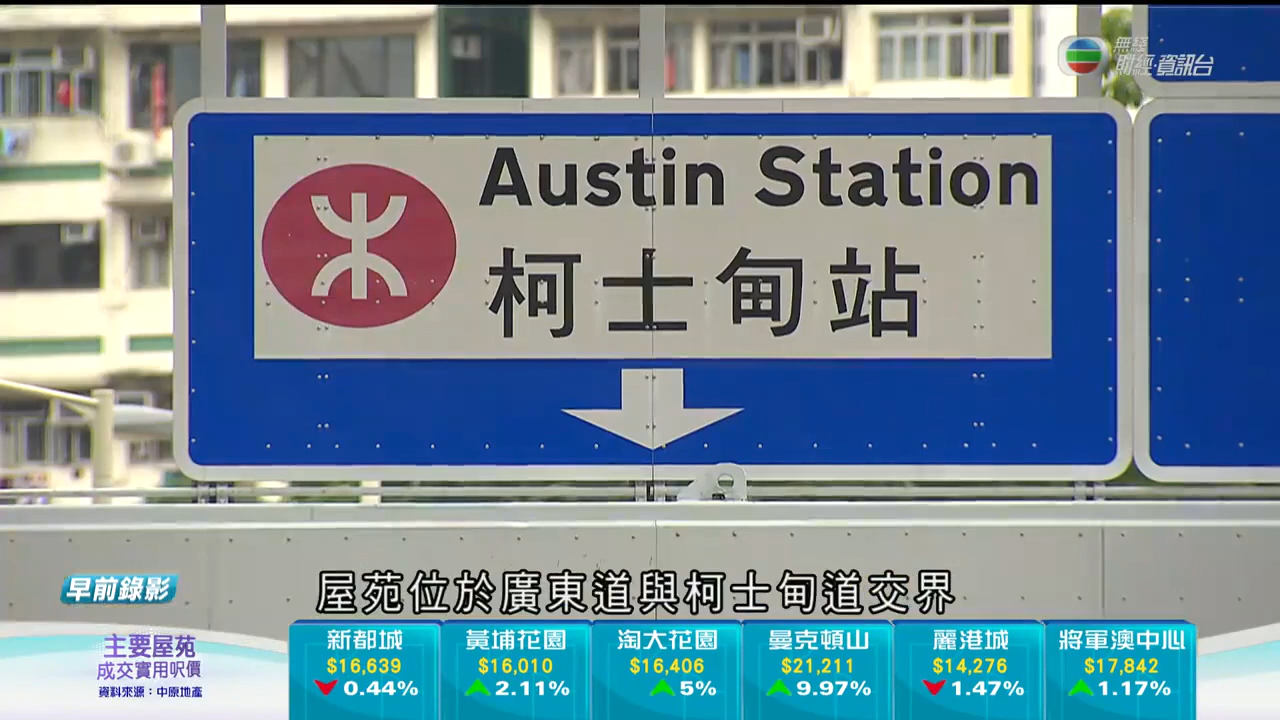 無綫
財經·資訊台
Austin Station
柯士甸站
早前錄影
屋苑位於廣東道與柯士甸道交界
主要屋苑
成交實用呎價
資料來源：中原地產
新都城
$16,639
0.44%
黃埔花園
$16,010
2.11%
淘大花園
$16,406
5%
曼克頓山
$21,211
9.97%
麗港城
$14,276
1.47%
將軍澳中心
$17,842
1.17%